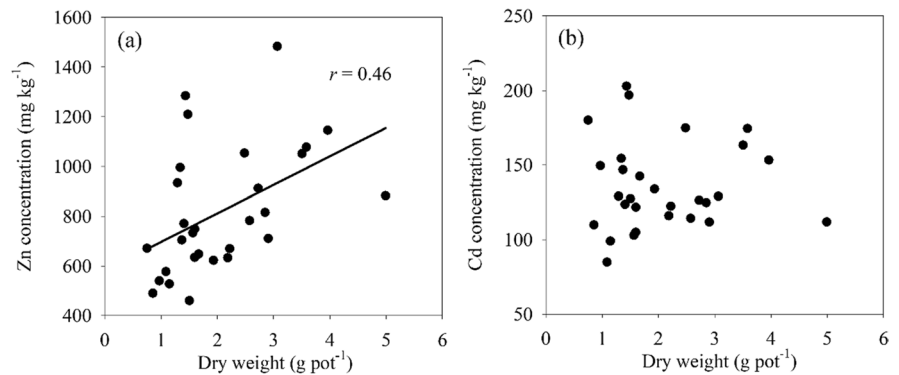 1600
1400
1200
1000
800
600
400
Zn concentration (mg kg⁻¹)
(a)
r = 0.46
0 1 2 3 4 5 6
Dry weight (g pot⁻¹)
250
200
150
100
50
Cd concentration (mg kg⁻¹)
(b)
0 1 2 3 4 5 6
Dry weight (g pot⁻¹)